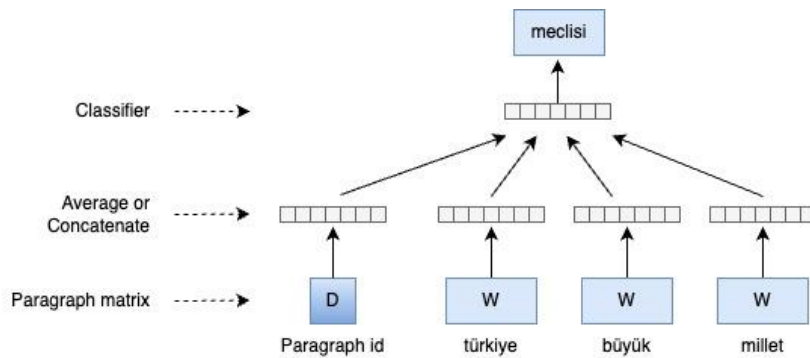 meclisi
Classifier
Average or
Concatenate
Paragraph matrix
D
W
W
W
Paragraph id
türkiye
büyük
millet